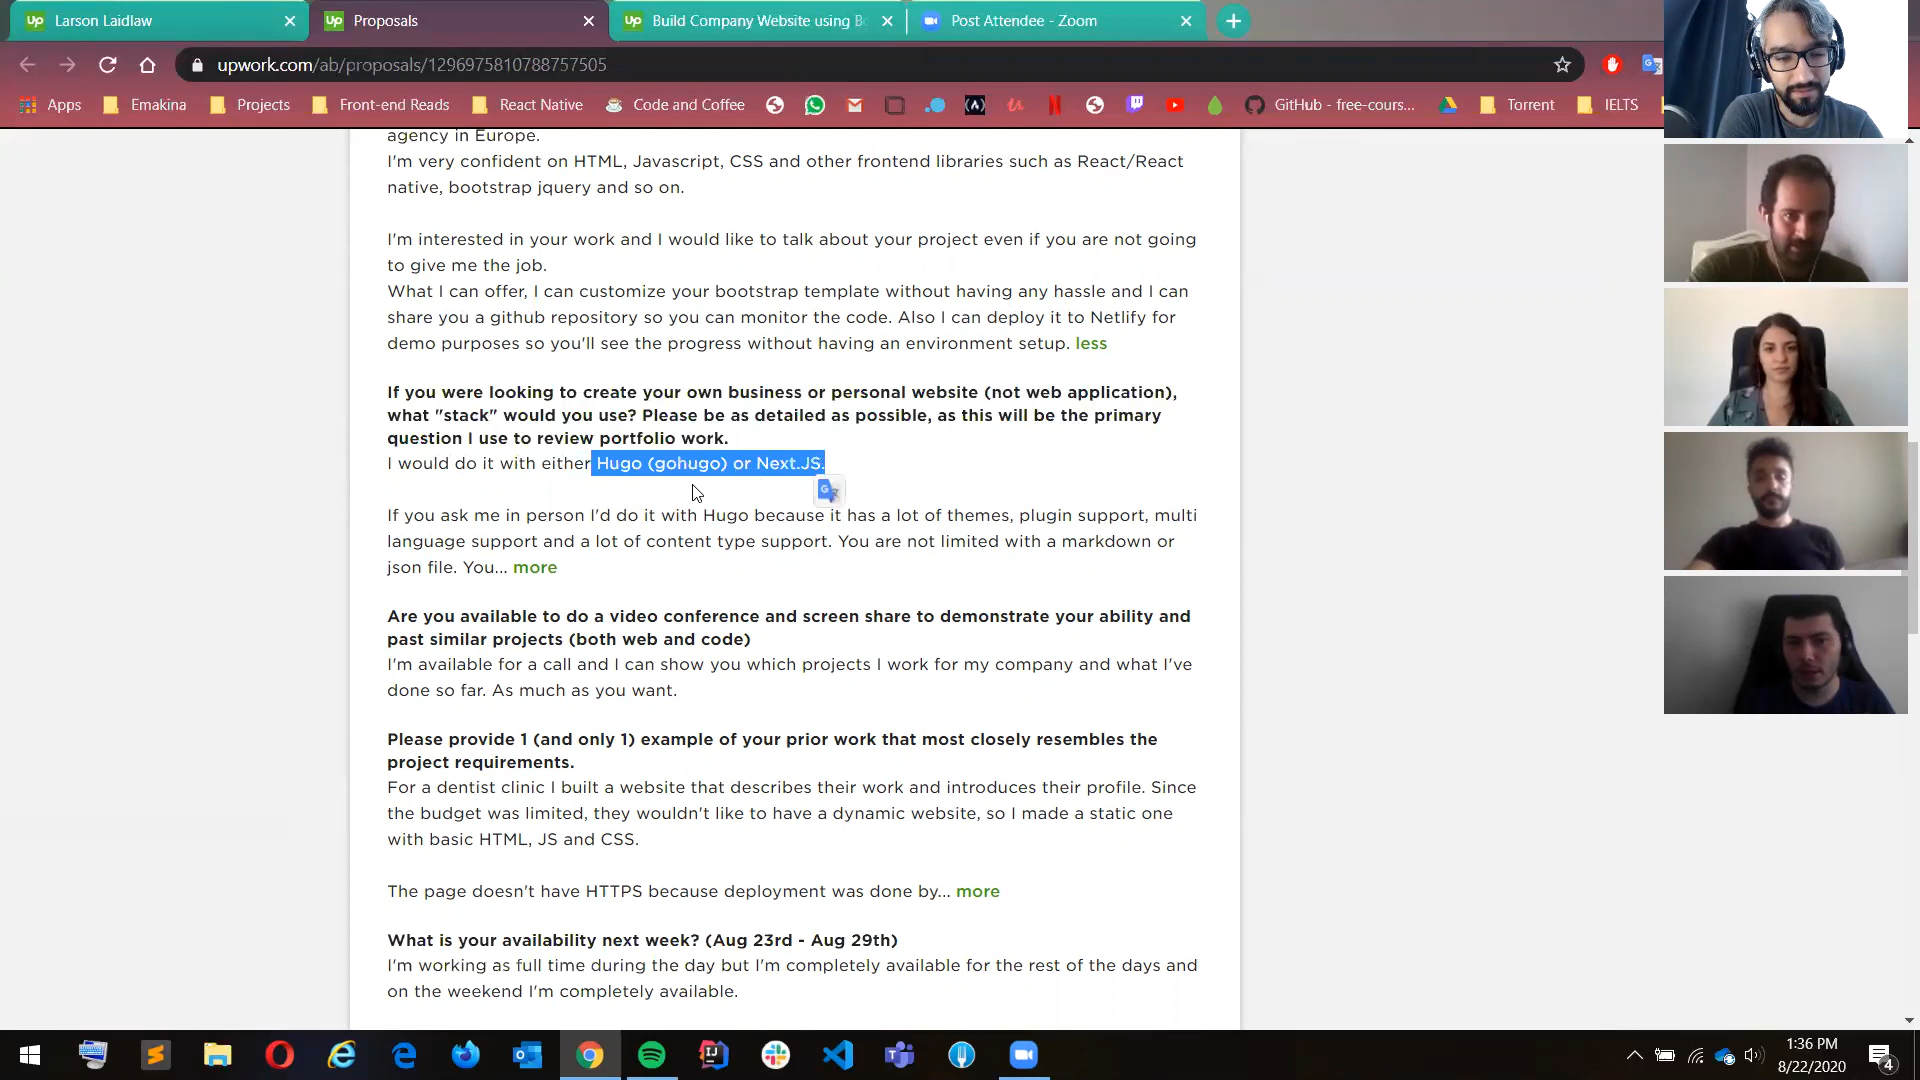 Larson Laidlaw
Proposals
Build Company Website using Bo
Post Attendee - Zoom
upwork.com/ab/proposals/1296975810788757505
Apps
Emakina
Projects
Front-end Reads
React Native
Code and Coffee
GitHub - free-cours...
Torrent
IELTS
agency in Europe.
I'm very confident on HTML, Javascript, CSS and other frontend libraries such as React/React
native, bootstrap jquery and so on.
I'm interested in your work and I would like to talk about your project even if you are not going
to give me the job.
What I can offer, I can customize your bootstrap template without having any hassle and I can
share you a github repository so you can monitor the code. Also I can deploy it to Netlify for
demo purposes so you'll see the progress without having an environment setup. less
If you were looking to create your own business or personal website (not web application),
what "stack" would you use? Please be as detailed as possible, as this will be the primary
question I use to review portfolio work.
I would do it with either Hugo (gohugo) or Next.JS.
If you ask me in person I'd do it with Hugo because it has a lot of themes, plugin support, multi
language support and a lot of content type support. You are not limited with a markdown or
json file. You... more
Are you available to do a video conference and screen share to demonstrate your ability and
past similar projects (both web and code)
I'm available for a call and I can show you which projects I work for my company and what I've
done so far. As much as you want.
Please provide 1 (and only 1) example of your prior work that most closely resembles the
project requirements.
For a dentist clinic I built a website that describes their work and introduces their profile. Since
the budget was limited, they wouldn't like to have a dynamic website, so I made a static one
with basic HTML, JS and CSS.
The page doesn't have HTTPS because deployment was done by... more
What is your availability next week? (Aug 23rd - Aug 29th)
I'm working as full time during the day but I'm completely available for the rest of the days and
on the weekend I'm completely available.
1:36 PM
8/22/2020
4